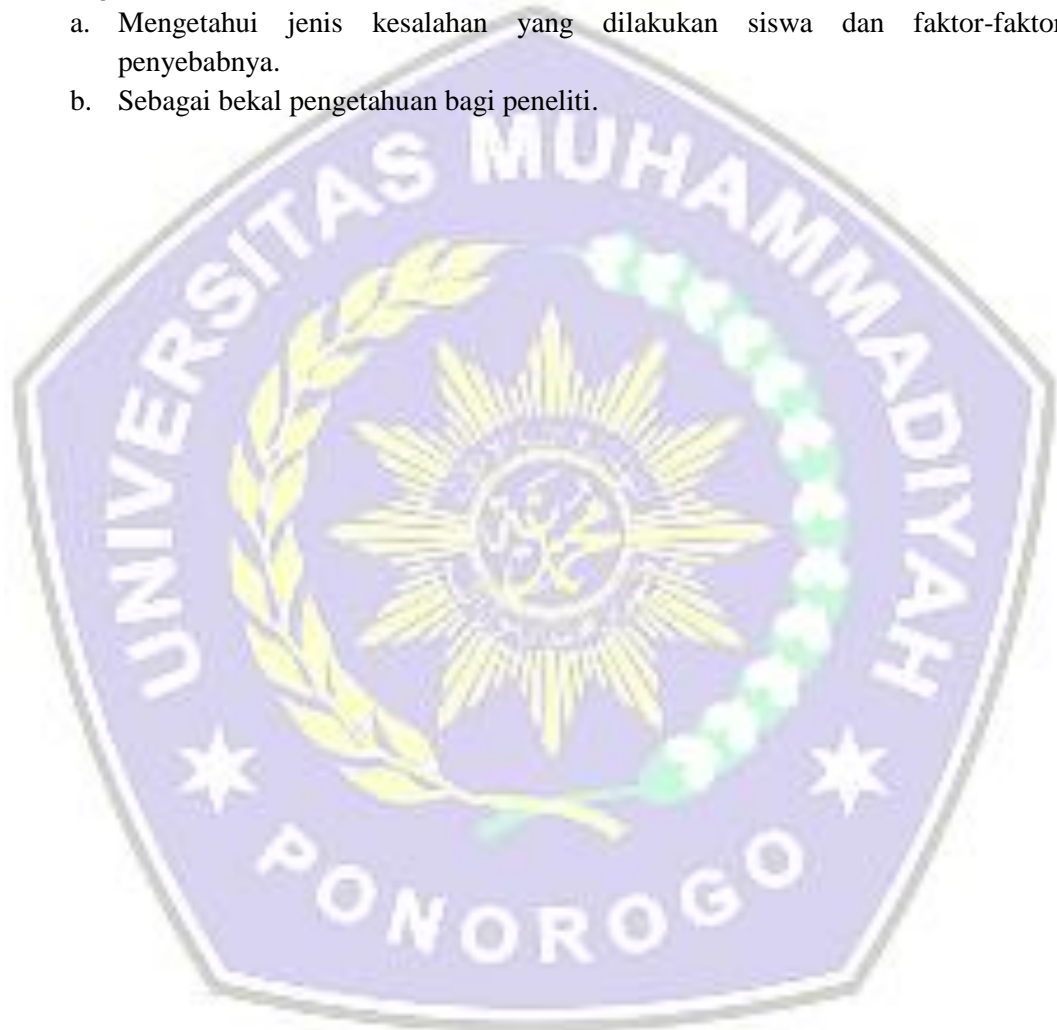 a. Mengetahui jenis kesalahan yang dilakukan siswa dan faktor-faktor
penyebabnya.
b. Sebagai bekal pengetahuan bagi peneliti.
UNIVERSITAS MUHAMMADIYAH
PONOROGO